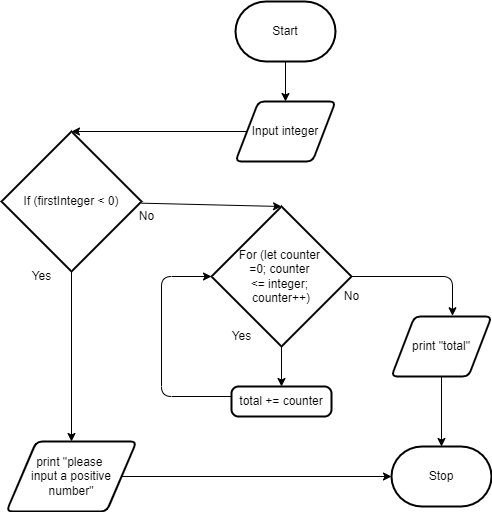 Start
Input integer
If (firstInteger < 0)
No
Yes
For (let counter
=0; counter
<= integer;
counter++)
No
Yes
total += counter
print "total"
print "please
input a positive
number"
Stop